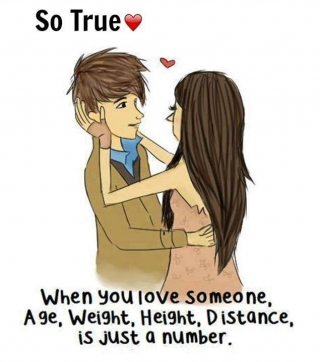 So True❤
When you love someone,
Age, Weight, Height, Distance,
is just a number.